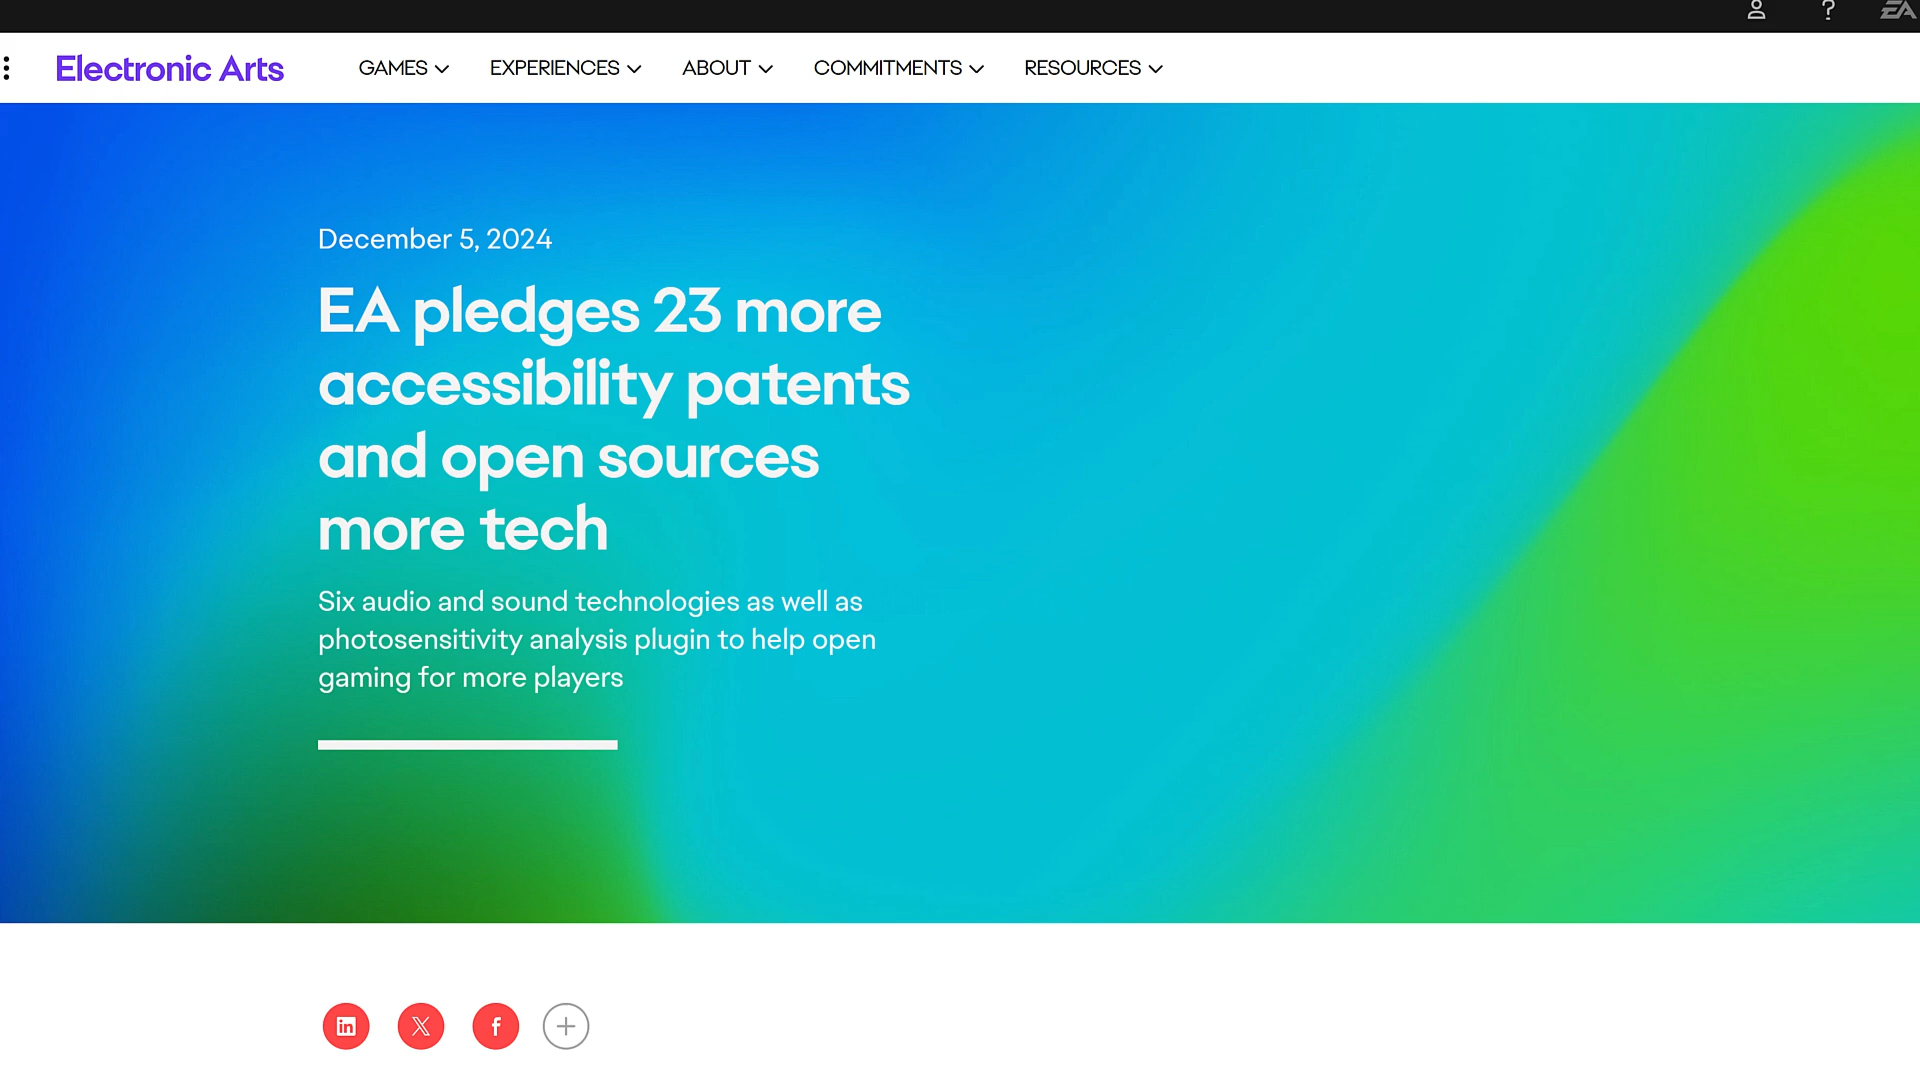 EA
Electronic Arts
GAMES
EXPERIENCES
ABOUT
COMMITMENTS
RESOURCES
December 5, 2024
EA pledges 23 more
accessibility patents
and open sources
more tech
Six audio and sound technologies as well as
photosensitivity analysis plugin to help open
gaming for more players